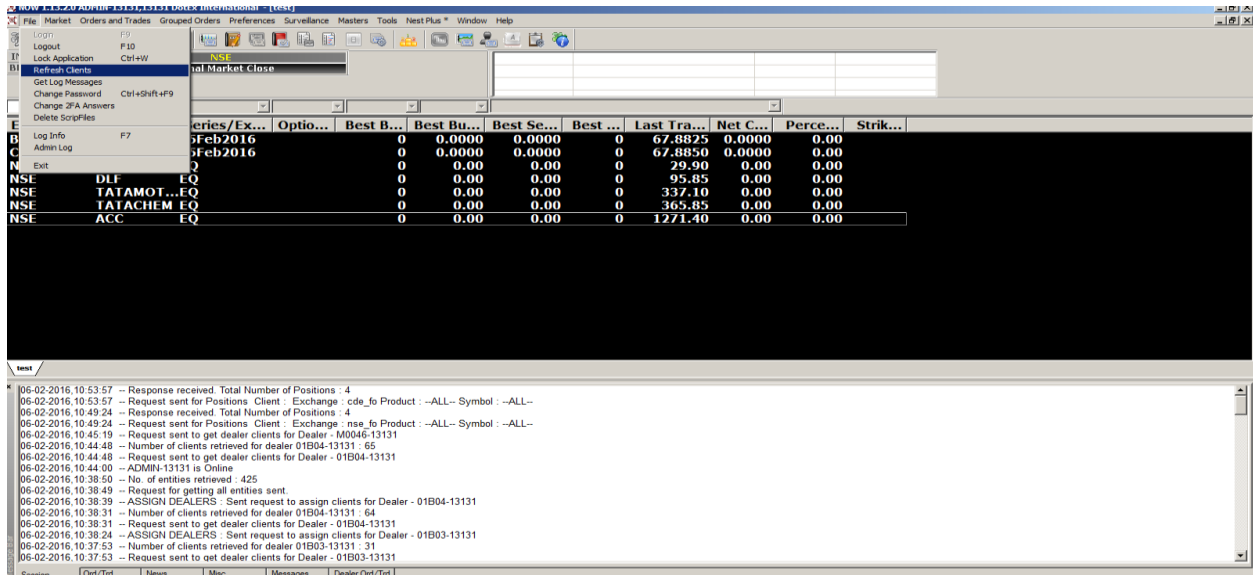 NOW 1.13.2.0 ADMIN-13131,13131 DotEx International - [test]
File Market Orders and Trades Grouped Orders Preferences Surveillance Masters Tools Nest Plus * Window Help
Login F9
Logout F10
Lock Application Ctrl+W
Refresh Clients
Get Log Messages
Change Password Ctrl+Shift+F9
Change 2FA Answers
Delete ScripFiles
Log Info F7
Admin Log
Exit
NSE
al Market Close
E eries/Ex... Optio... Best B... Best Bu... Best Se... Best ... Last Tra... Net C... Perce... Strik...
B Feb2016 0 0.0000 0.0000 0 67.8825 0.0000 0.00
C Feb2016 0 0.0000 0.0000 0 67.8850 0.0000 0.00
N Q 0 0.00 0.00 0 29.90 0.00 0.00
NSE DLF EQ 0 0.00 0.00 0 95.85 0.00 0.00
NSE TATAMOT...EQ 0 0.00 0.00 0 337.10 0.00 0.00
NSE TATACHEM EQ 0 0.00 0.00 0 365.85 0.00 0.00
NSE ACC EQ 0 0.00 0.00 0 1271.40 0.00 0.00
test
06-02-2016,10:53:57 -- Response received. Total Number of Positions : 4
06-02-2016,10:53:57 -- Request sent for Positions Client : Exchange : cde_fo Product : --ALL-- Symbol : --ALL--
06-02-2016,10:49:24 -- Response received. Total Number of Positions : 4
06-02-2016,10:49:24 -- Request sent for Positions Client : Exchange : nse_fo Product : --ALL-- Symbol : --ALL--
06-02-2016,10:45:19 -- Request sent to get dealer clients for Dealer - M0046-13131
06-02-2016,10:44:48 -- Number of clients retrieved for dealer 01B04-13131 : 65
06-02-2016,10:44:48 -- Request sent to get dealer clients for Dealer - 01B04-13131
06-02-2016,10:44:00 -- ADMIN-13131 is Online
06-02-2016,10:38:50 -- No. of entities retrieved : 425
06-02-2016,10:38:49 -- Request for getting all entities sent.
06-02-2016,10:38:39 -- ASSIGN DEALERS : Sent request to assign clients for Dealer - 01B04-13131
06-02-2016,10:38:31 -- Number of clients retrieved for dealer 01B04-13131 : 64
06-02-2016,10:38:31 -- Request sent to get dealer clients for Dealer - 01B04-13131
06-02-2016,10:38:24 -- ASSIGN DEALERS : Sent request to assign clients for Dealer - 01B03-13131
06-02-2016,10:37:53 -- Number of clients retrieved for dealer 01B03-13131 : 31
06-02-2016,10:37:53 -- Request sent to get dealer clients for Dealer - 01B03-13131
Session Ord/Trd News Misc Messages Dealer Ord/Trd